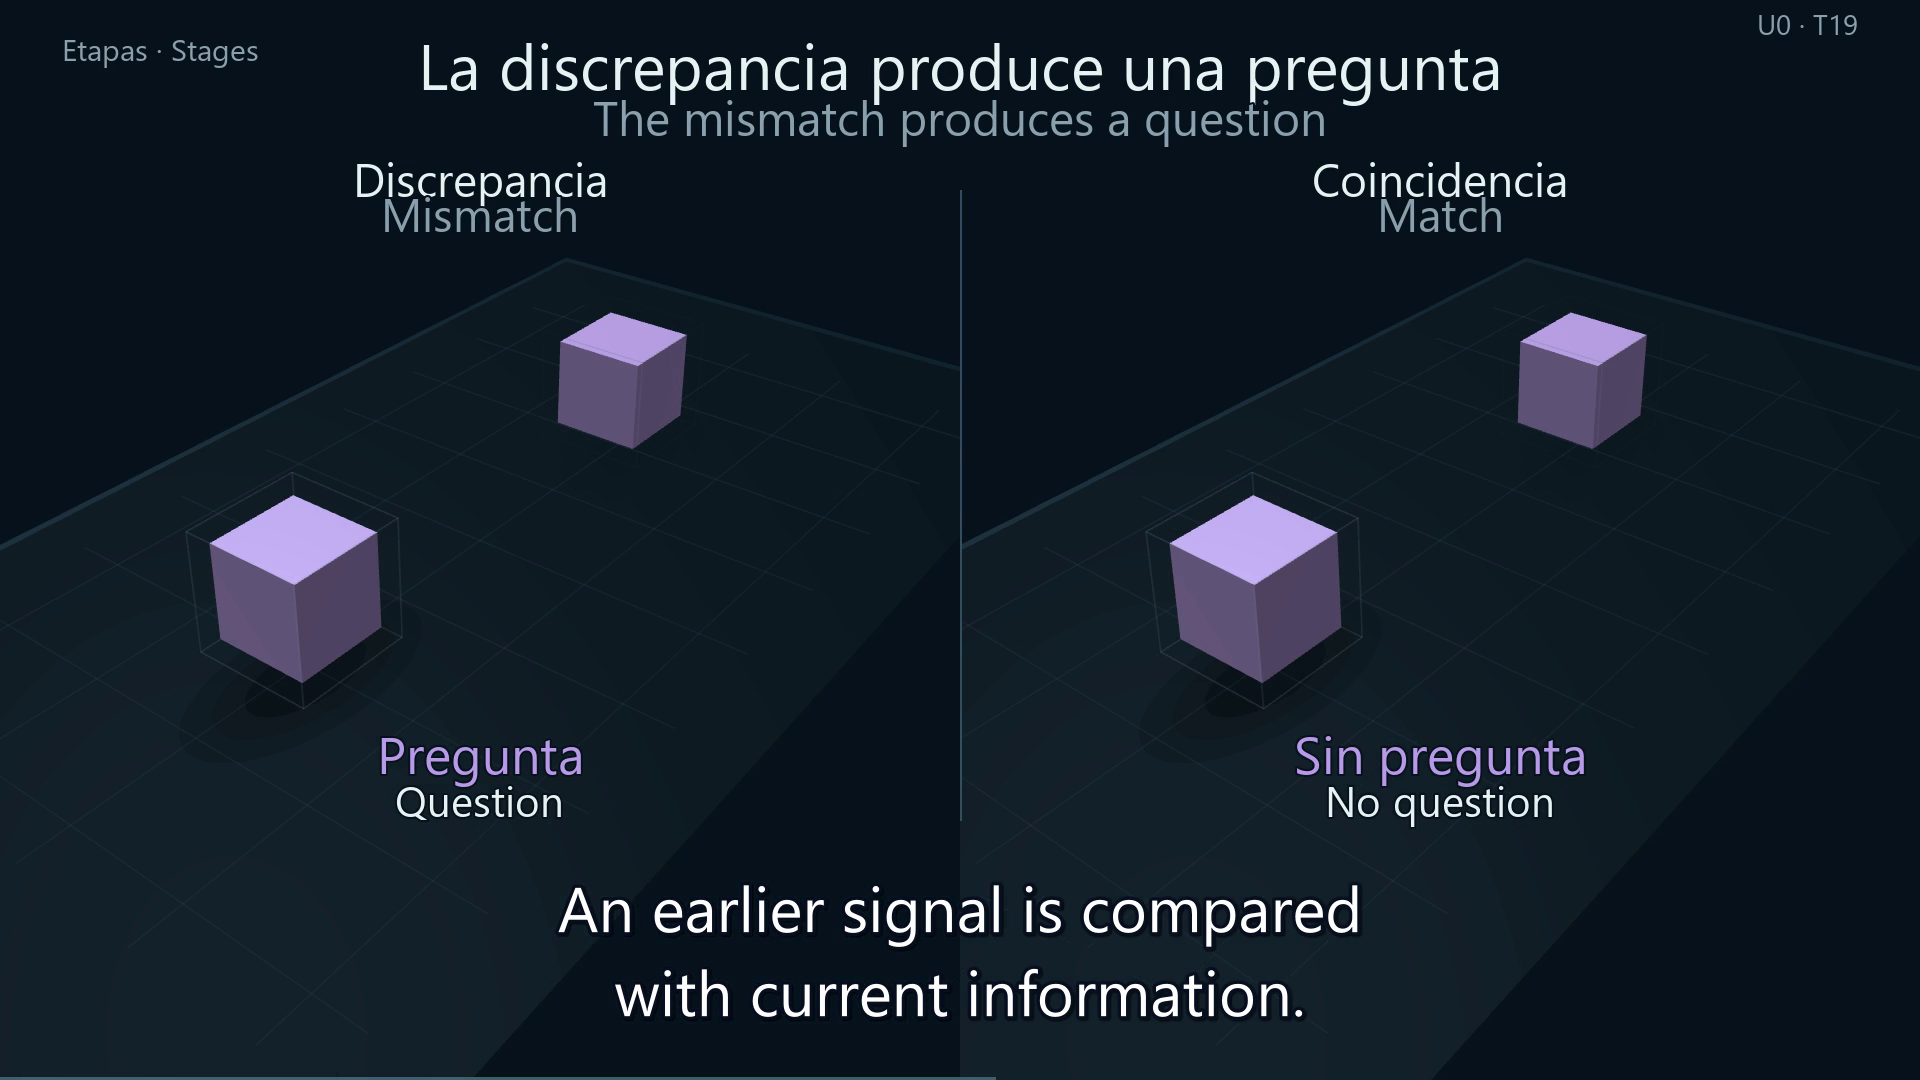 Etapas · Stages
U0 · T19
La discrepancia produce una pregunta
The mismatch produces a question
Discrepancia
Mismatch
Coincidencia
Match
Pregunta
Question
Sin pregunta
No question
An earlier signal is compared
with current information.